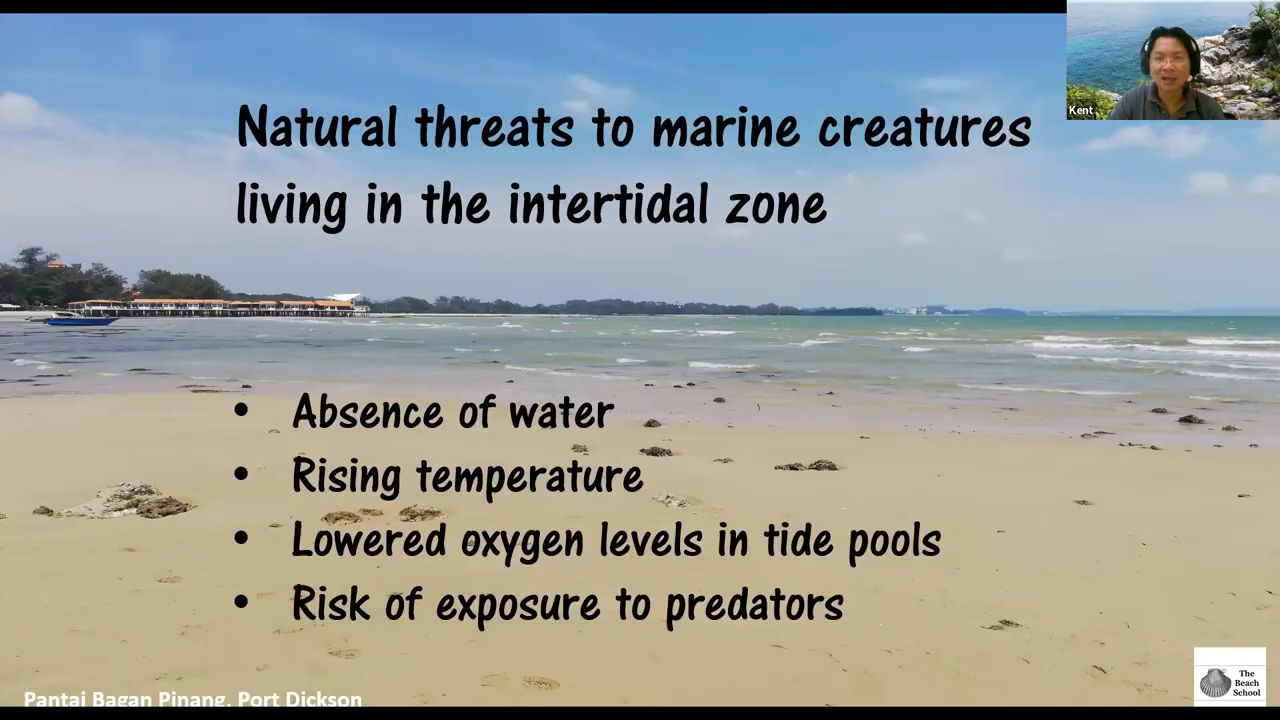 Kent
Natural threats to marine creatures
living in the intertidal zone
• Absence of water
• Rising temperature
• Lowered oxygen levels in tide pools
• Risk of exposure to predators
Pantai Bagan Pinang, Port Dickson
The
Beach
School